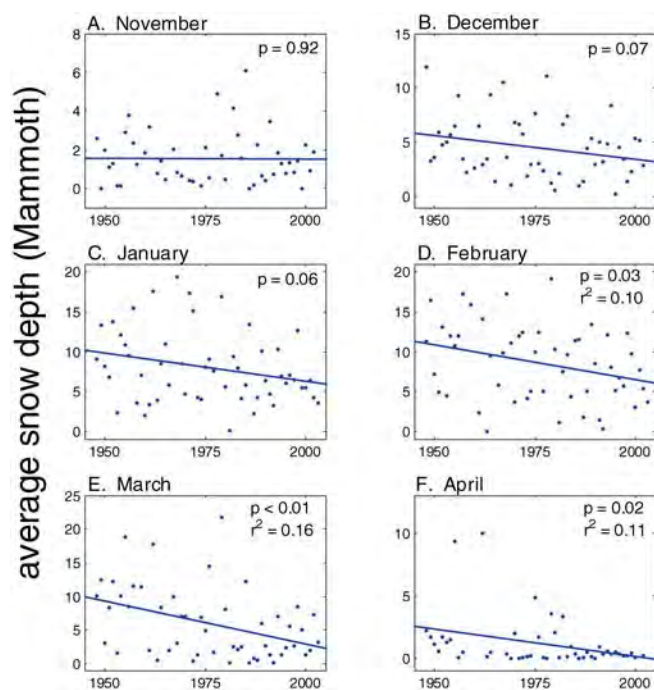 average snow depth (Mammoth)
A. November
p = 0.92
8
6
4
2
0
1950
1975
2000
B. December
p = 0.07
15
10
5
0
1950
1975
2000
C. January
p = 0.06
20
15
10
5
0
1950
1975
2000
D. February
p = 0.03
r² = 0.10
20
15
10
5
0
1950
1975
2000
E. March
p < 0.01
r² = 0.16
25
20
15
10
5
0
1950
1975
2000
F. April
p = 0.02
r² = 0.11
10
5
0
1950
1975
2000